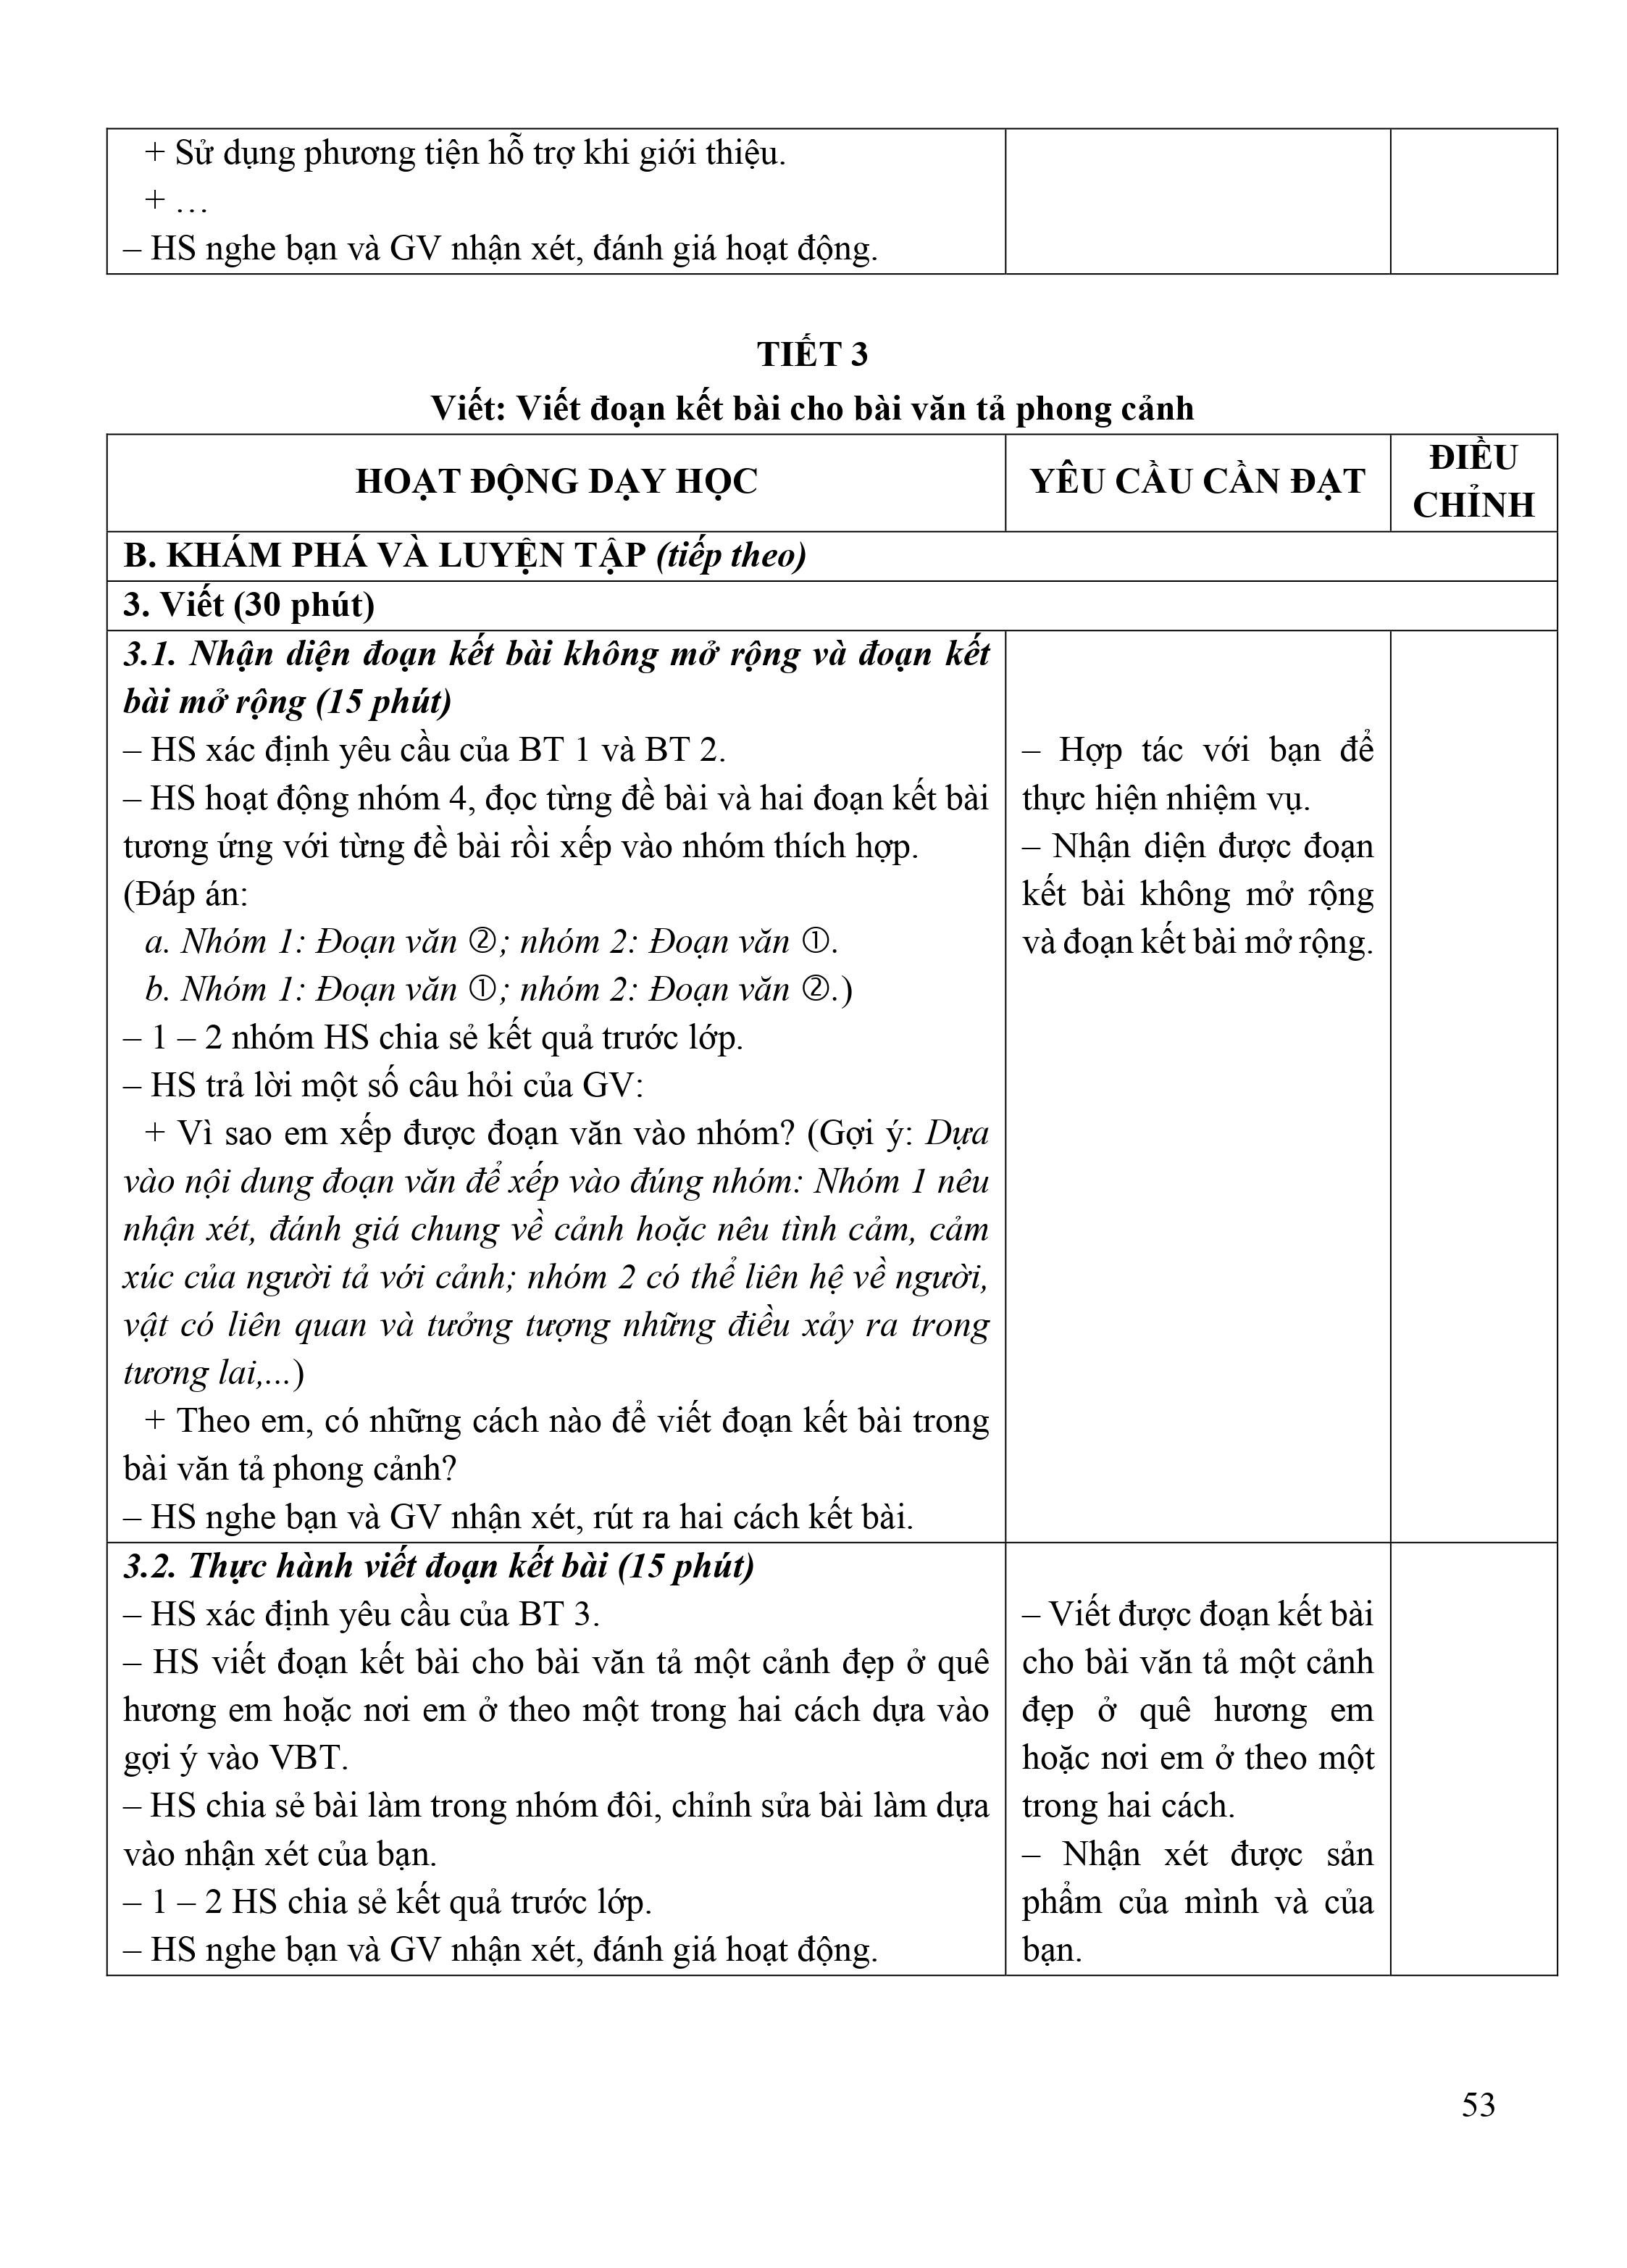 + Sử dụng phương tiện hỗ trợ khi giới thiệu.
+ …
– HS nghe bạn và GV nhận xét, đánh giá hoạt động.
TIẾT 3
Viết: Viết đoạn kết bài cho bài văn tả phong cảnh
HOẠT ĐỘNG DẠY HỌC
YÊU CẦU CẦN ĐẠT
ĐIỀU
CHỈNH
B. KHÁM PHÁ VÀ LUYỆN TẬP (tiếp theo)
3. Viết (30 phút)
3.1. Nhận diện đoạn kết bài không mở rộng và đoạn kết
bài mở rộng (15 phút)
– HS xác định yêu cầu của BT 1 và BT 2.
– HS hoạt động nhóm 4, đọc từng đề bài và hai đoạn kết bài
tương ứng với từng đề bài rồi xếp vào nhóm thích hợp.
(Đáp án:
a. Nhóm 1: Đoạn văn ②; nhóm 2: Đoạn văn ①.
b. Nhóm 1: Đoạn văn ①; nhóm 2: Đoạn văn ②.)
– 1 – 2 nhóm HS chia sẻ kết quả trước lớp.
– HS trả lời một số câu hỏi của GV:
+ Vì sao em xếp được đoạn văn vào nhóm? (Gợi ý: Dựa
vào nội dung đoạn văn để xếp vào đúng nhóm: Nhóm 1 nêu
nhận xét, đánh giá chung về cảnh hoặc nêu tình cảm, cảm
xúc của người tả với cảnh; nhóm 2 có thể liên hệ về người,
vật có liên quan và tưởng tượng những điều xảy ra trong
tương lai,...)
+ Theo em, có những cách nào để viết đoạn kết bài trong
bài văn tả phong cảnh?
– HS nghe bạn và GV nhận xét, rút ra hai cách kết bài.
– Hợp tác với bạn để
thực hiện nhiệm vụ.
– Nhận diện được đoạn
kết bài không mở rộng
và đoạn kết bài mở rộng.
3.2. Thực hành viết đoạn kết bài (15 phút)
– HS xác định yêu cầu của BT 3.
– HS viết đoạn kết bài cho bài văn tả một cảnh đẹp ở quê
hương em hoặc nơi em ở theo một trong hai cách dựa vào
gợi ý vào VBT.
– HS chia sẻ bài làm trong nhóm đôi, chỉnh sửa bài làm dựa
vào nhận xét của bạn.
– 1 – 2 HS chia sẻ kết quả trước lớp.
– HS nghe bạn và GV nhận xét, đánh giá hoạt động.
– Viết được đoạn kết bài
cho bài văn tả một cảnh
đẹp ở quê hương em
hoặc nơi em ở theo một
trong hai cách.
– Nhận xét được sản
phẩm của mình và của
bạn.
53